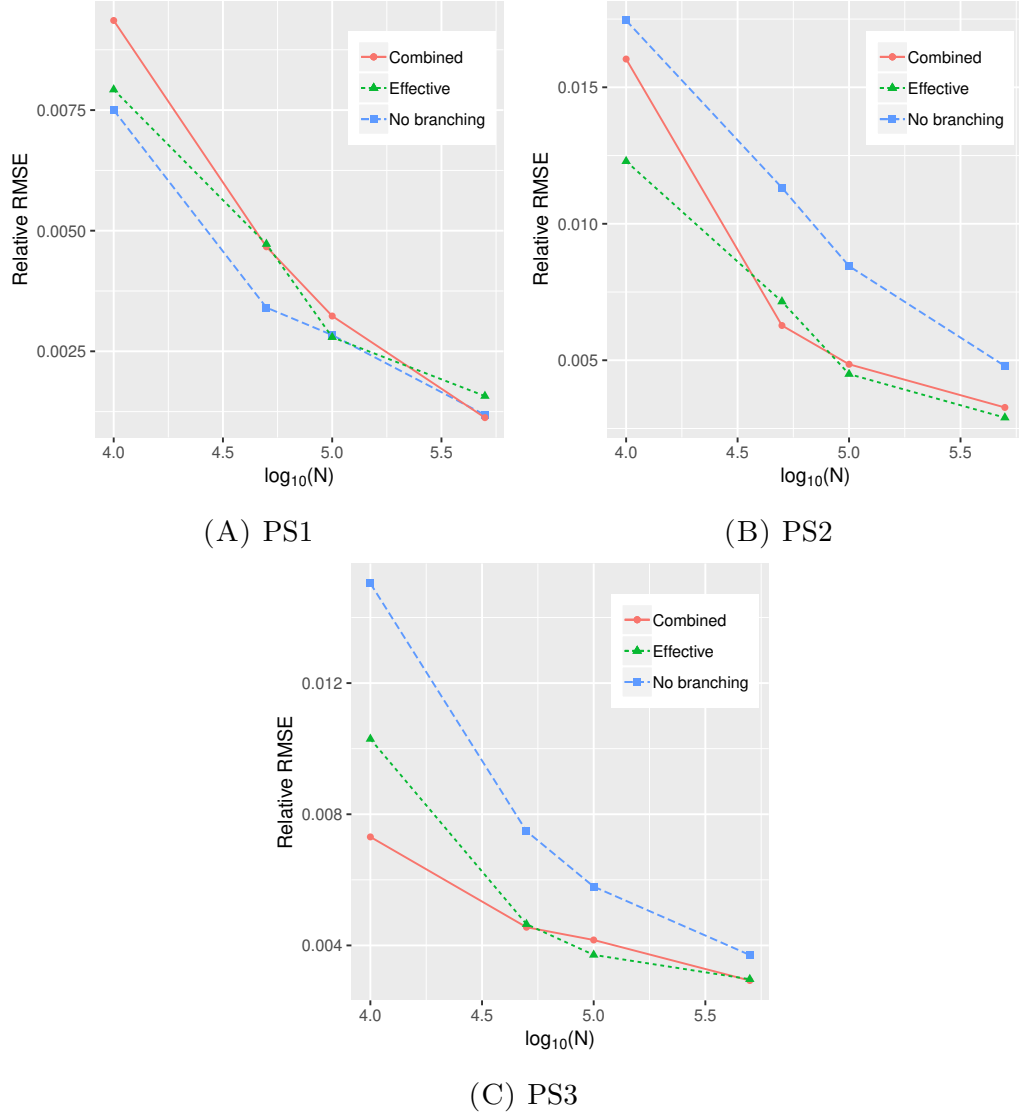 Combined
Effective
No branching
0.0075
0.0050
0.0025
Relative RMSE
4.0 4.5 5.0 5.5
log10(N)
(A) PS1
Combined
Effective
No branching
0.015
0.010
0.005
Relative RMSE
4.0 4.5 5.0 5.5
log10(N)
(B) PS2
Combined
Effective
No branching
0.012
0.008
0.004
Relative RMSE
4.0 4.5 5.0 5.5
log10(N)
(C) PS3